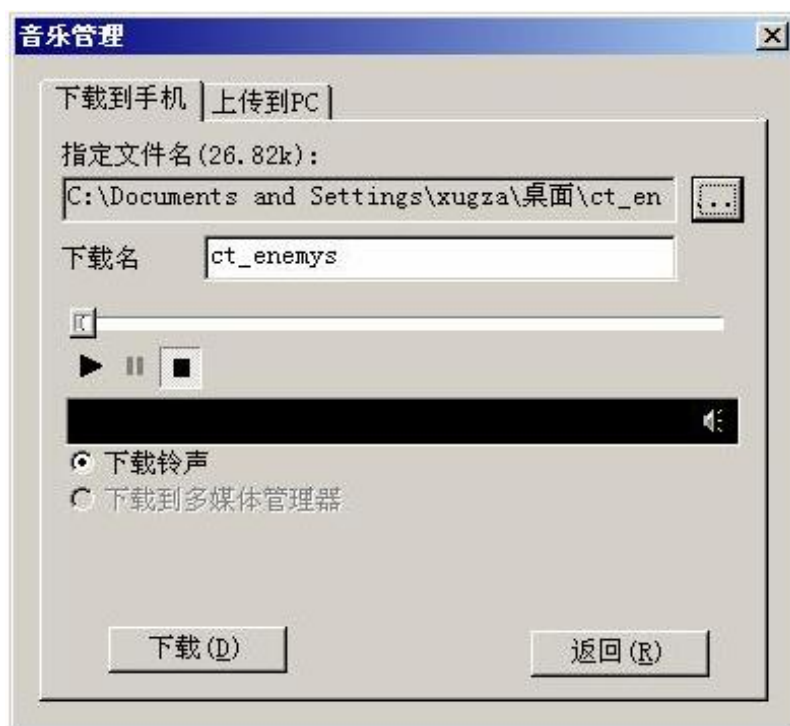 音乐管理
下载到手机 上传到PC
指定文件名(26.82k):
C:\Documents and Settings\xugza\桌面\ct_en
..
下载名 ct_enemys
下载铃声
下载到多媒体管理器
下载(D) 返回(R)